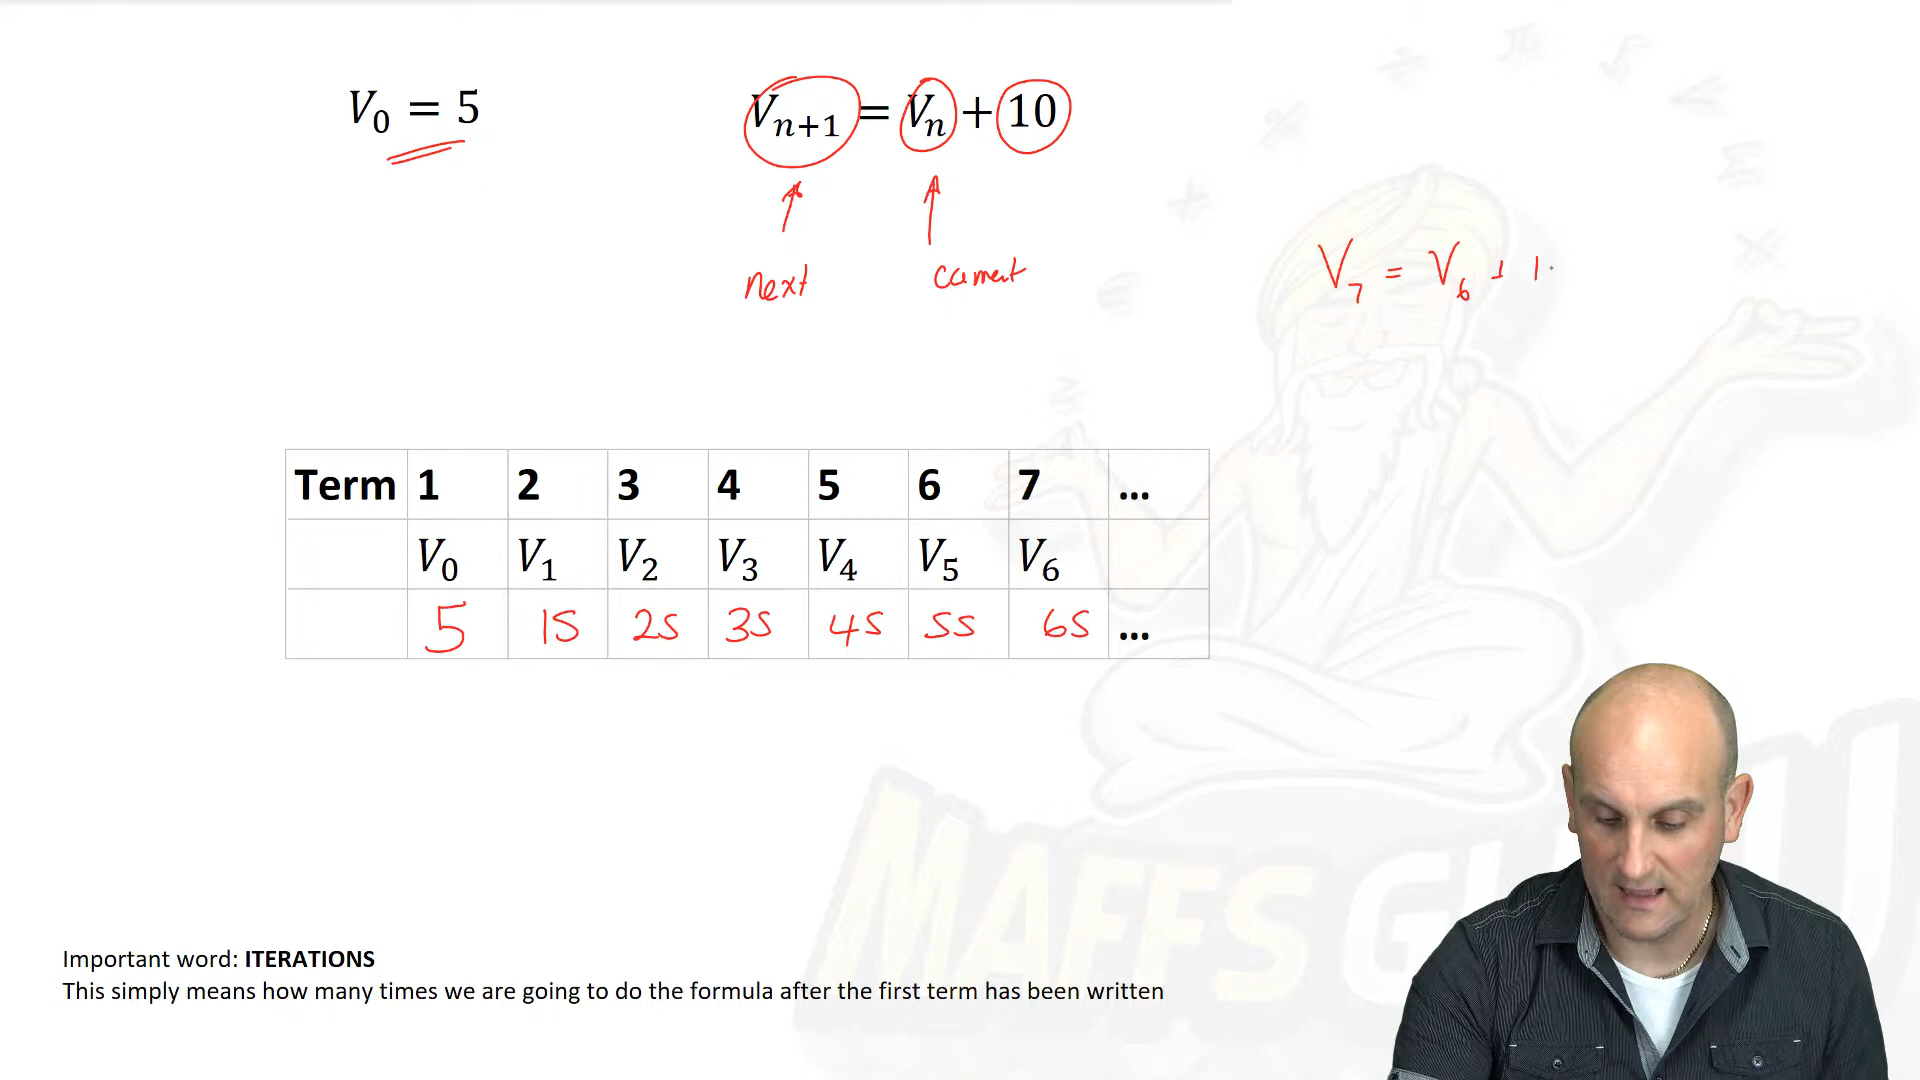 V₀ = 5
Vₙ₊₁ = Vₙ + 10
next
current
V₇ = V₆ + 1
Term 1 2 3 4 5 6 7 ...
V₀ V₁ V₂ V₃ V₄ V₅ V₆
5 15 25 35 45 55 65 ...
MAFFS GURU
Important word: ITERATIONS
This simply means how many times we are going to do the formula after the first term has been written